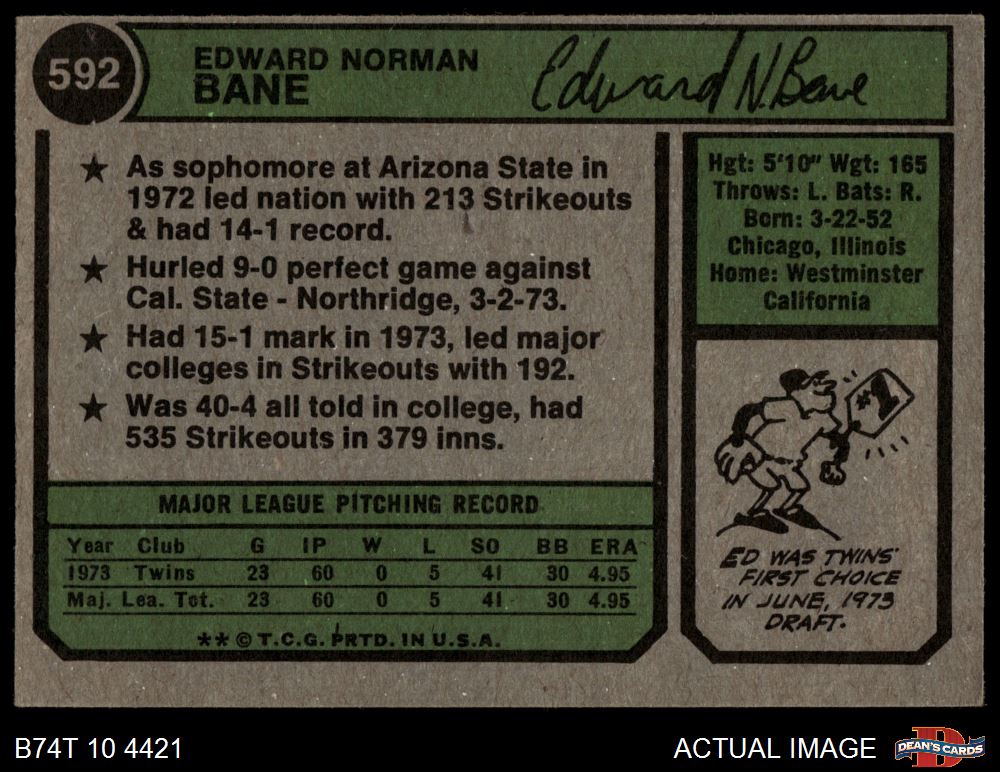 592
EDWARD NORMAN
BANE
Edward N. Bane
★ As sophomore at Arizona State in
1972 led nation with 213 Strikeouts
& had 14-1 record.
★ Hurled 9-0 perfect game against
Cal. State - Northridge, 3-2-73.
★ Had 15-1 mark in 1973, led major
colleges in Strikeouts with 192.
★ Was 40-4 all told in college, had
535 Strikeouts in 379 inns.
Hgt: 5'10" Wgt: 165
Throws: L. Bats: R.
Born: 3-22-52
Chicago, Illinois
Home: Westminster
California
#1
ED WAS TWINS'
FIRST CHOICE
IN JUNE, 1973
DRAFT.
MAJOR LEAGUE PITCHING RECORD
Year Club G IP W L SO BB ERA
1973 Twins 23 60 0 5 41 30 4.95
Maj. Lea. Tot. 23 60 0 5 41 30 4.95
** © T.C.G. PRTD. IN U.S.A.
B74T 10 4421
ACTUAL IMAGE
D
DEAN'S CARDS